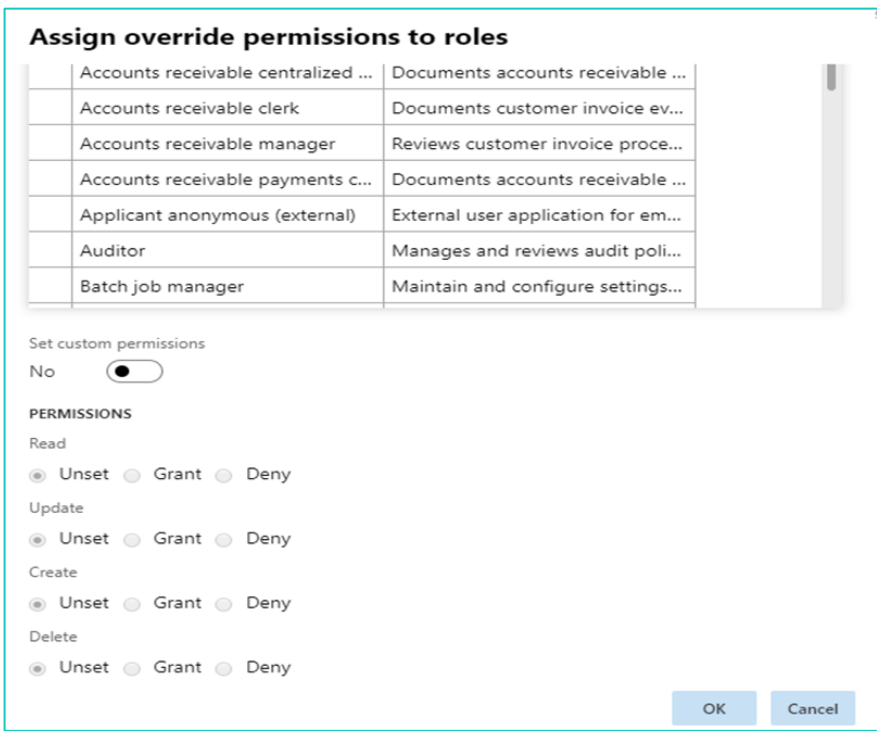 Assign override permissions to roles
Accounts receivable centralized ... Documents accounts receivable ...
Accounts receivable clerk Documents customer invoice ev...
Accounts receivable manager Reviews customer invoice proce...
Accounts receivable payments c... Documents accounts receivable ...
Applicant anonymous (external) External user application for em...
Auditor Manages and reviews audit poli...
Batch job manager Maintain and configure settings...
Set custom permissions
No
PERMISSIONS
Read
Unset Grant Deny
Update
Unset Grant Deny
Create
Unset Grant Deny
Delete
Unset Grant Deny
OK Cancel